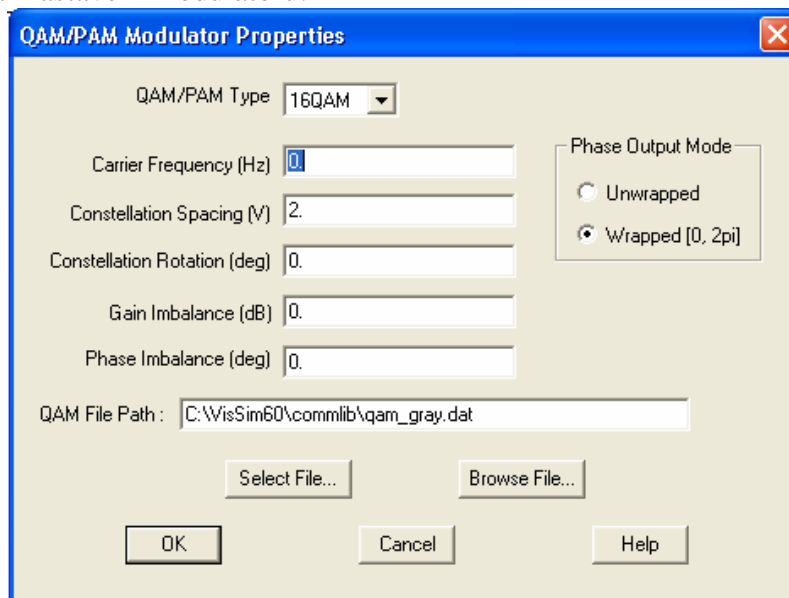 QAM/PAM Modulator Properties
QAM/PAM Type 16QAM
Carrier Frequency (Hz) 0.
Constellation Spacing (V) 2.
Constellation Rotation (deg) 0.
Gain Imbalance (dB) 0.
Phase Imbalance (deg) 0.
Phase Output Mode
Unwrapped
Wrapped [0, 2pi]
QAM File Path : C:\VisSim60\commlib\qam_gray.dat
Select File... Browse File...
OK Cancel Help